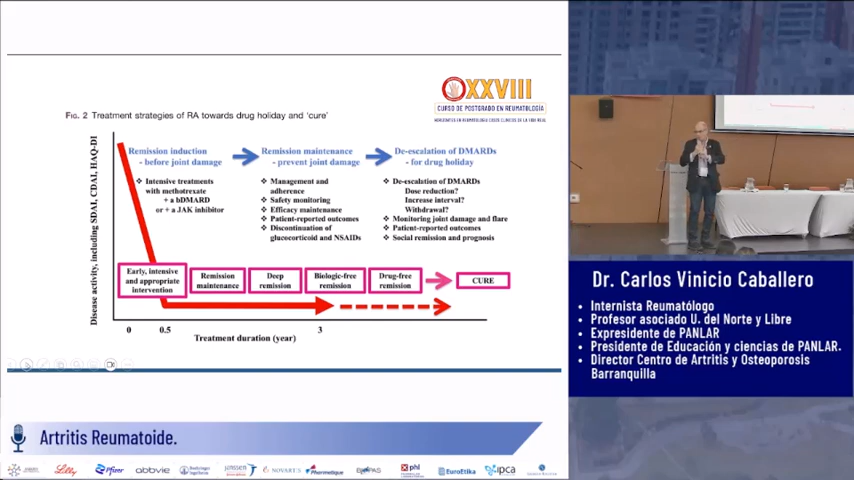 XXVIII
CURSO DE POSTGRADO EN REUMATOLOGÍA
FIG. 2 Treatment strategies of RA towards drug holiday and 'cure'
Disease activity, including SDAI, CDAI, HAQ-DI
Remission induction
- before joint damage
Remission maintenance
- prevent joint damage
De-escalation of DMARDs
- for drug holiday
❖ Intensive treatments
with methotrexate
+ a bDMARD
or + a JAK inhibitor
❖ Management and
adherence
❖ Safety monitoring
❖ Efficacy maintenance
❖ Patient-reported outcomes
❖ Discontinuation of
glucocorticoid and NSAIDs
❖ De-escalation of DMARDs
Dose reduction?
Increase interval?
Withdrawal?
❖ Monitoring joint damage and flare
❖ Patient-reported outcomes
❖ Social remission and prognosis
Early, intensive
and appropriate
intervention
Remission
maintenance
Deep
remission
Biologic-free
remission
Drug-free
remission
CURE
0
0.5
3
Treatment duration (year)
Dr. Carlos Vinicio Caballero
• Internista Reumatólogo
• Profesor asociado U. del Norte y Libre
• Expresidente de PANLAR
• Presidente de Educación y ciencias de PANLAR.
• Director Centro de Artritis y Osteoporosis
Barranquilla
Artritis Reumatoide.
Lilly
Pfizer
abbvie
Boehringer Ingelheim
janssen
NOVARTIS
Pharmetique
BIOPAS
phl
EuroEtika
ipca